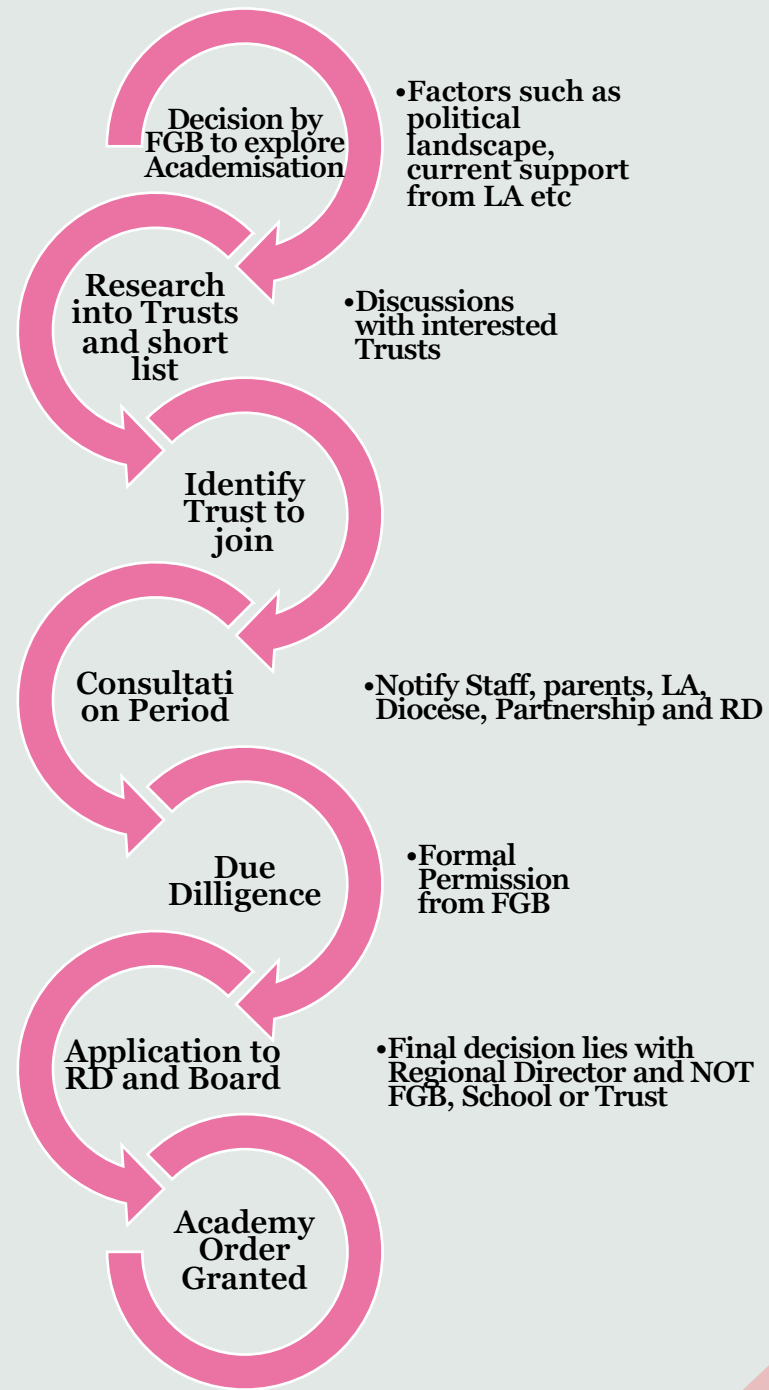 Decision by
FGB to explore
Academisation
•Factors such as
political
landscape,
current support
from LA etc
Research
into Trusts
and short
list
•Discussions
with interested
Trusts
Identify
Trust to
join
Consultati
on Period
•Notify Staff, parents, LA,
Diocese, Partnership and RD
Due
Dilligence
•Formal
Permission
from FGB
Application to
RD and Board
•Final decision lies with
Regional Director and NOT
FGB, School or Trust
Academy
Order
Granted